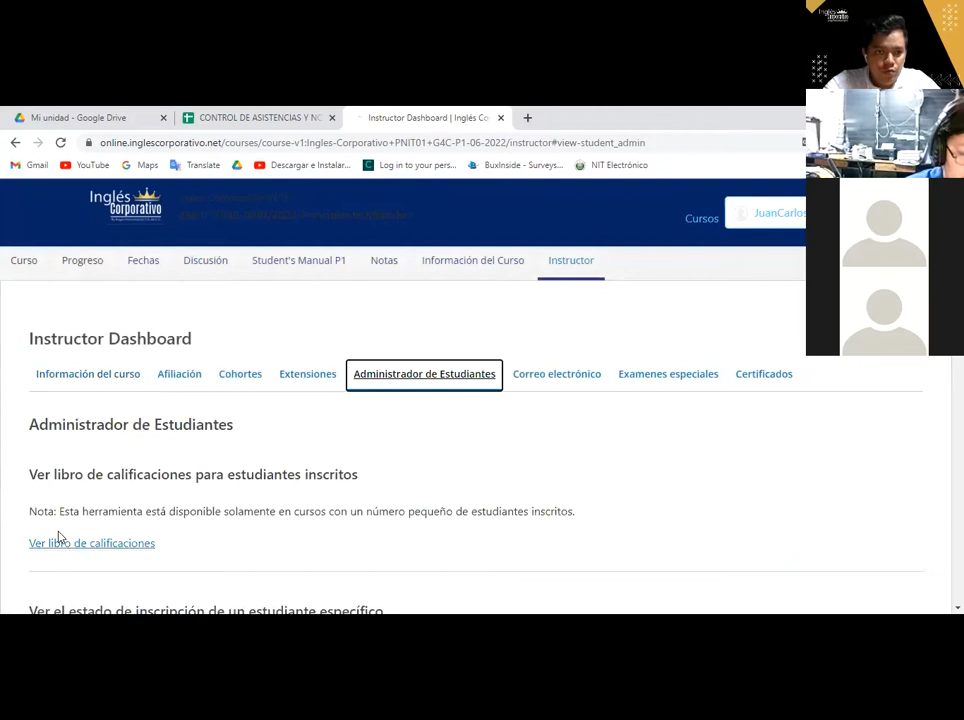 Inglés
Corporativo
Mi unidad - Google Drive
CONTROL DE ASISTENCIAS Y NC
Instructor Dashboard | Inglés Co
online.inglescorporativo.net/courses/course-v1:Ingles-Corporativo+PNIT01+G4C-P1-06-2022/instructor#view-student_admin
Gmail YouTube Maps Translate Descargar e Instalar... Log in to your pers... BuxInside - Surveys... NIT Electrónico
Inglés
Corporativo
Cursos JuanCarlos
Curso Progreso Fechas Discusión Student's Manual P1 Notas Información del Curso Instructor
Instructor Dashboard
Información del curso Afiliación Cohortes Extensiones Administrador de Estudiantes Correo electrónico Examenes especiales Certificados
Administrador de Estudiantes
Ver libro de calificaciones para estudiantes inscritos
Nota: Esta herramienta está disponible solamente en cursos con un número pequeño de estudiantes inscritos.
Ver libro de calificaciones
Ver el estado de inscripción de un estudiante específico